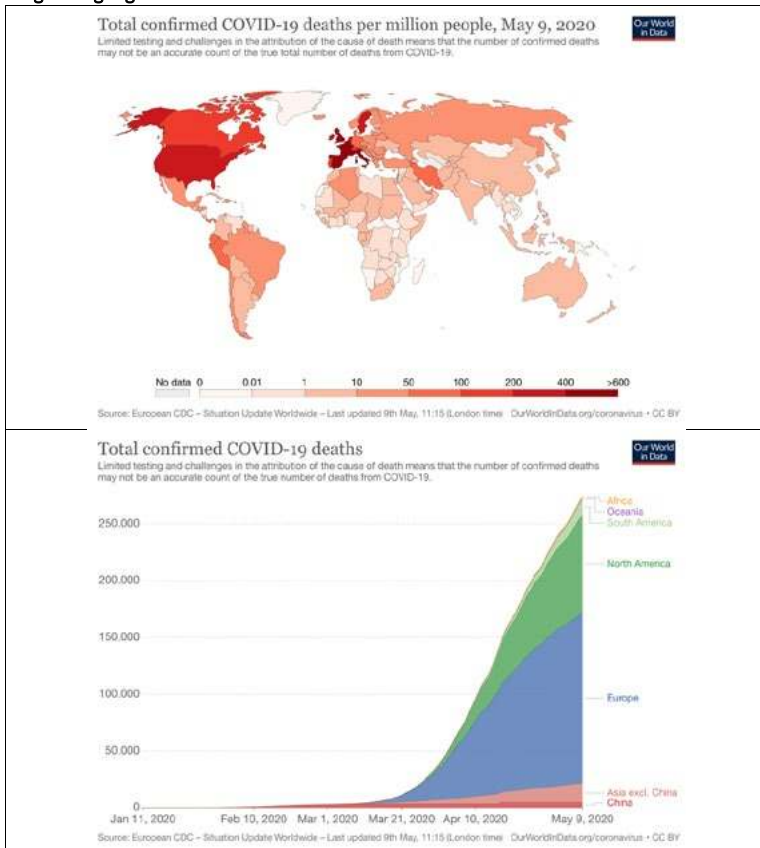 Total confirmed COVID-19 deaths per million people, May 9, 2020
Our World
in Data
Limited testing and challenges in the attribution of the cause of death means that the number of confirmed deaths
may not be an accurate count of the true total number of deaths from COVID-19.
No data 0 0.01 1 10 50 100 200 400 >600
Source: European CDC – Situation Update Worldwide – Last updated 9th May, 11:15 (London time) OurWorldInData.org/coronavirus • CC BY
Total confirmed COVID-19 deaths
Our World
in Data
Limited testing and challenges in the attribution of the cause of death means that the number of confirmed deaths
may not be an accurate count of the true number of deaths from COVID-19.
Africa
Oceania
250.000
South America
North America
200.000
150.000
100.000
Europe
50.000
Asia excl. China
China
0
Jan 11, 2020 Feb 10, 2020 Mar 1, 2020 Mar 21, 2020 Apr 10, 2020 May 9, 2020
Source: European CDC – Situation Update Worldwide – Last updated 9th May, 11:15 (London time) OurWorldInData.org/coronavirus • CC BY